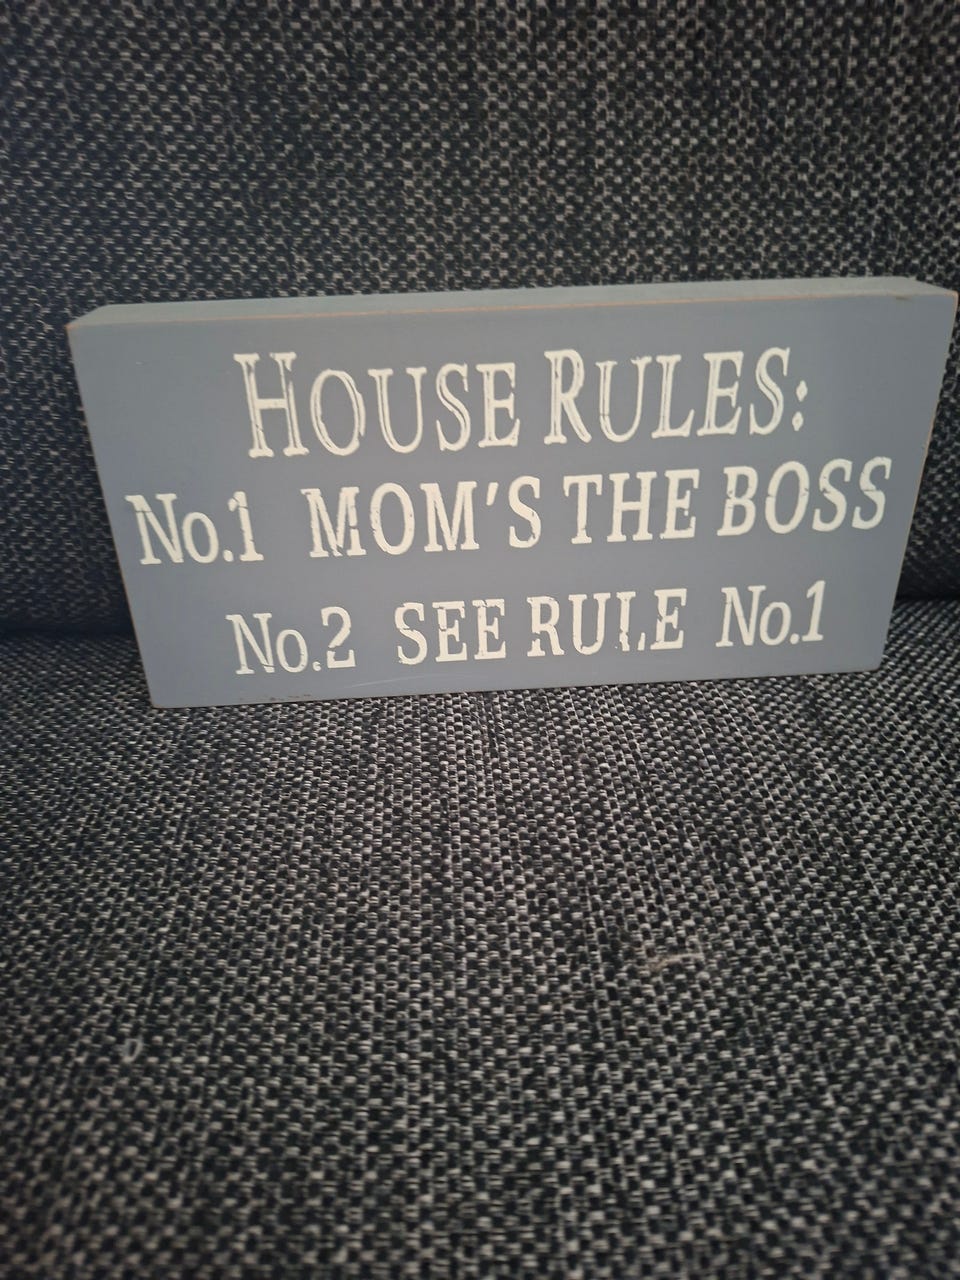 HOUSE RULES:
No.1 MOM'S THE BOSS
No.2 SEE RULE No.1